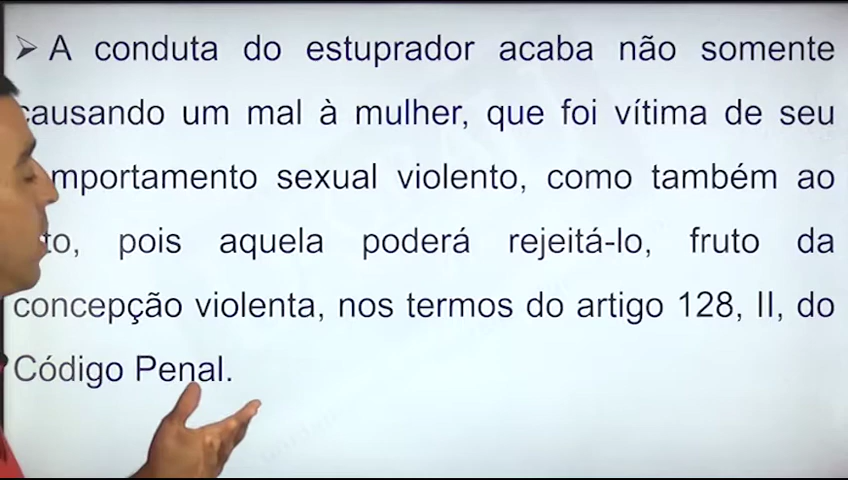 ➢ A conduta do estuprador acaba não somente
causando um mal à mulher, que foi vítima de seu
mportamento sexual violento, como também ao
to, pois aquela poderá rejeitá-lo, fruto da
concepção violenta, nos termos do artigo 128, II, do
Código Penal.